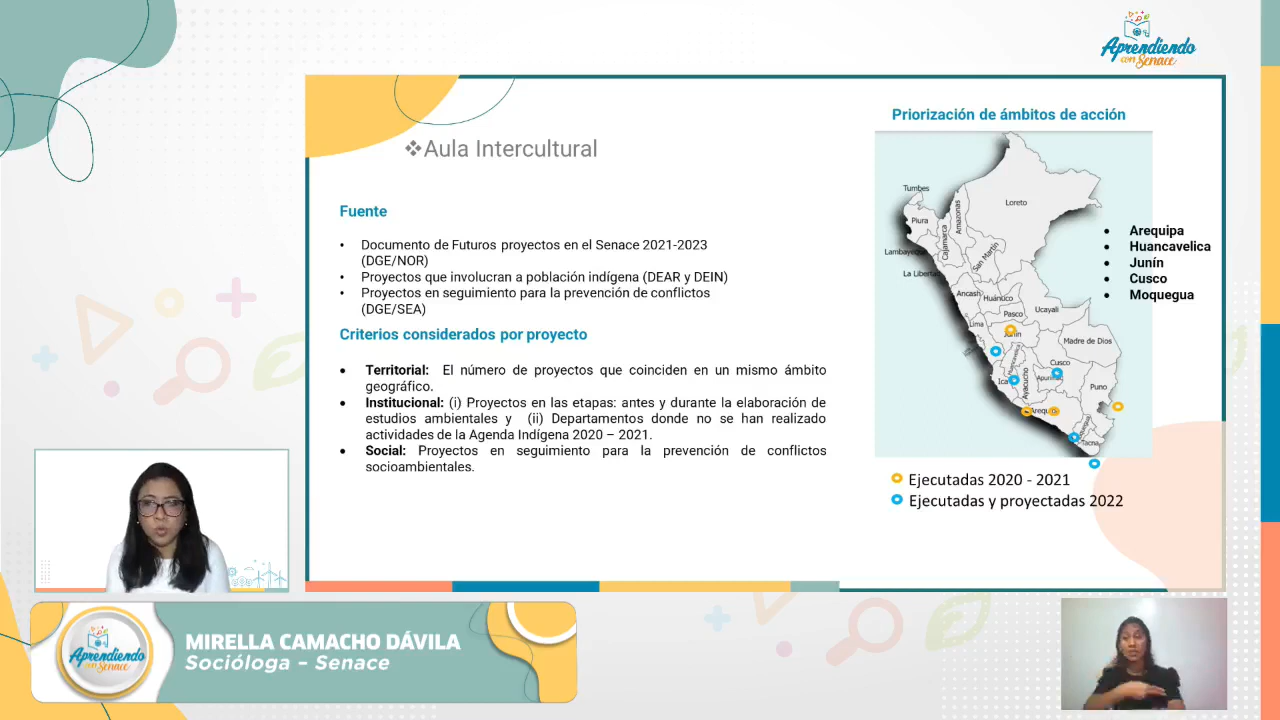 Aprendiendo
con Senace
Priorización de ámbitos de acción
❖Aula Intercultural
Fuente
• Documento de Futuros proyectos en el Senace 2021-2023
(DGE/NOR)
• Proyectos que involucran a población indígena (DEAR y DEIN)
• Proyectos en seguimiento para la prevención de conflictos
(DGE/SEA)
Criterios considerados por proyecto
• Territorial: El número de proyectos que coinciden en un mismo ámbito
geográfico.
• Institucional: (i) Proyectos en las etapas: antes y durante la elaboración de
estudios ambientales y (ii) Departamentos donde no se han realizado
actividades de la Agenda Indígena 2020 – 2021.
• Social: Proyectos en seguimiento para la prevención de conflictos
socioambientales.
Tumbes
Piura
Amazonas
Loreto
Lambayeque
Cajamarca
San Martín
La Libertad
Ancash
Huánuco
Pasco
Ucayali
Lima
Junín
Madre de Dios
Huancavelica
Cusco
Ica
Ayacucho
Apurímac
Puno
Arequipa
Moquegua
Tacna
• Arequipa
• Huancavelica
• Junín
• Cusco
• Moquegua
Ejecutadas 2020 - 2021
Ejecutadas y proyectadas 2022
Aprendiendo
con Senace
MIRELLA CAMACHO DÁVILA
Socióloga – Senace